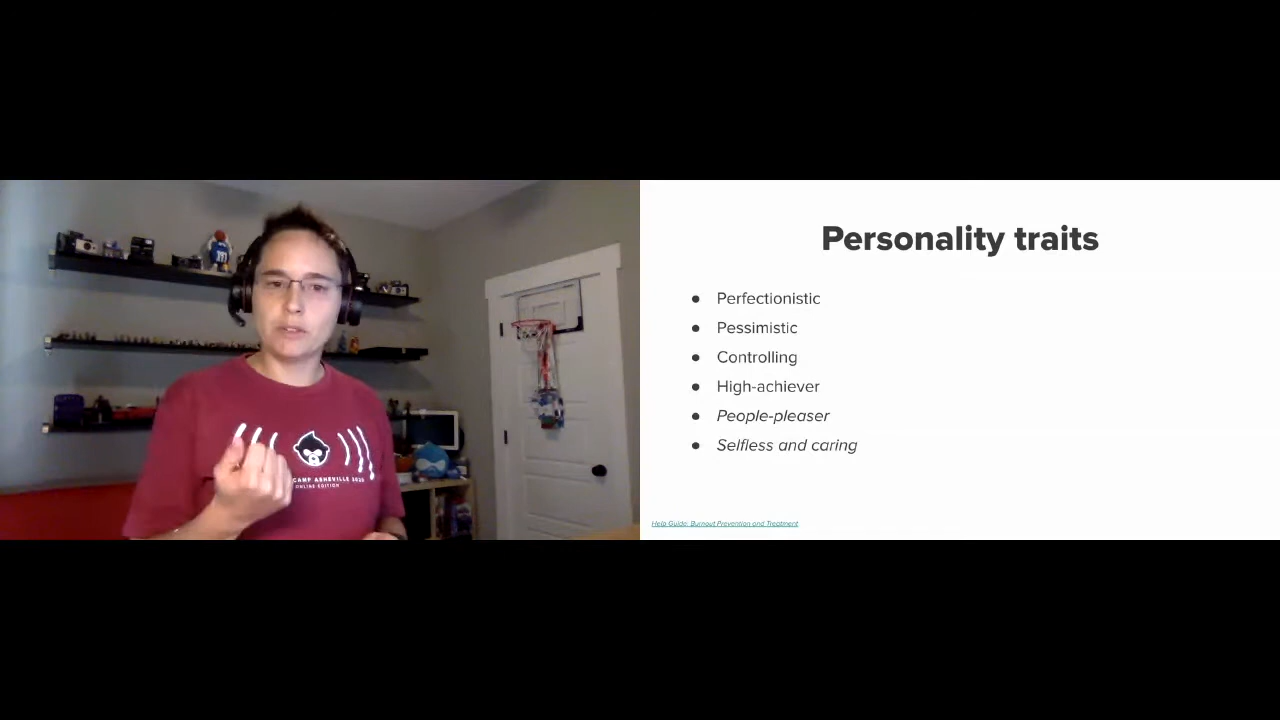 Personality traits
Perfectionistic
Pessimistic
Controlling
High-achiever
People-pleaser
Selfless and caring
Help Guide: Burnout Prevention and Treatment
CAMP ASHEVILLE 2020
ONLINE EDITION